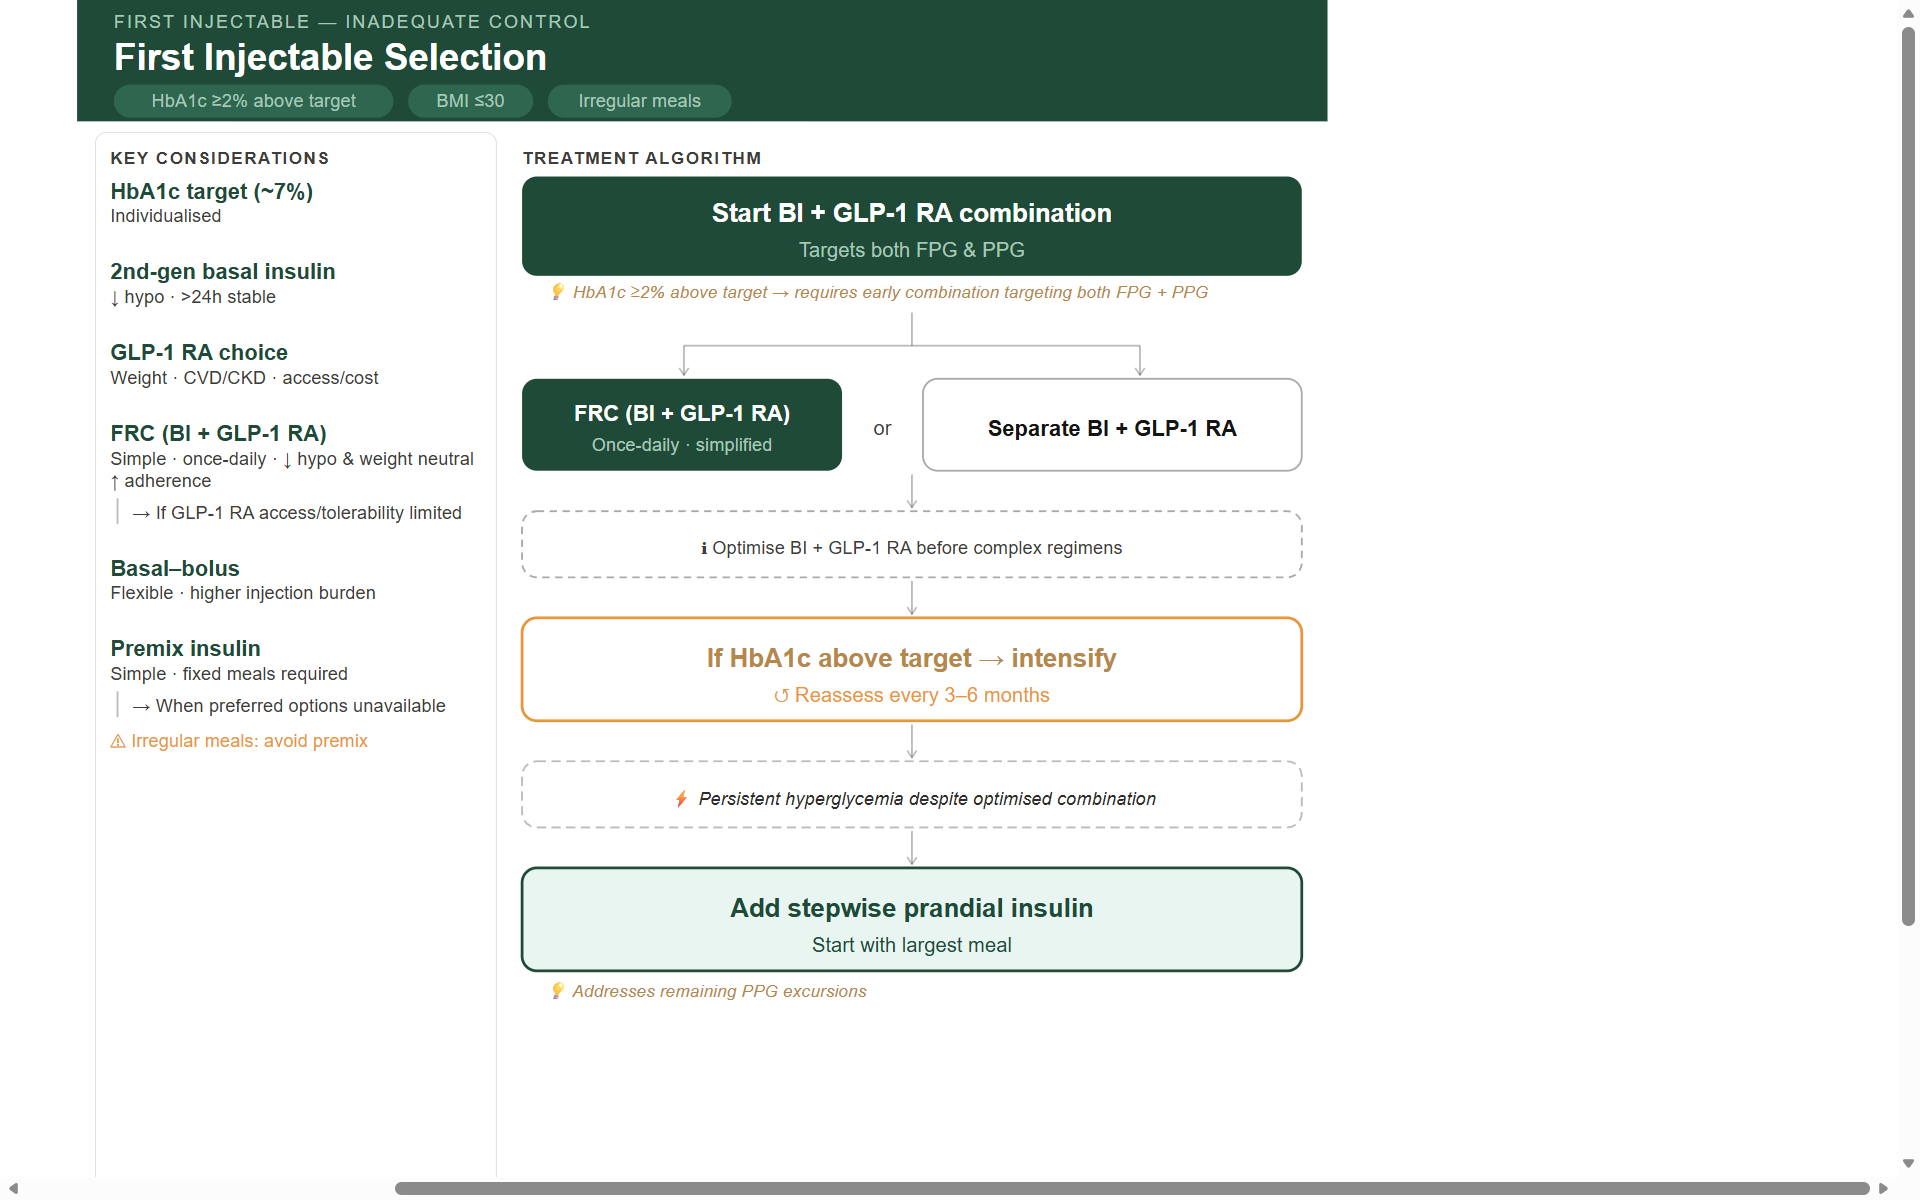 FIRST INJECTABLE — INADEQUATE CONTROL
First Injectable Selection
HbA1c ≥2% above target
BMI ≤30
Irregular meals
KEY CONSIDERATIONS
HbA1c target (~7%)
Individualised
2nd-gen basal insulin
↓ hypo · >24h stable
GLP-1 RA choice
Weight · CVD/CKD · access/cost
FRC (BI + GLP-1 RA)
Simple · once-daily · ↓ hypo & weight neutral
↑ adherence
→ If GLP-1 RA access/tolerability limited
Basal–bolus
Flexible · higher injection burden
Premix insulin
Simple · fixed meals required
→ When preferred options unavailable
⚠ Irregular meals: avoid premix
TREATMENT ALGORITHM
Start BI + GLP-1 RA combination
Targets both FPG & PPG
💡 HbA1c ≥2% above target → requires early combination targeting both FPG + PPG
FRC (BI + GLP-1 RA)
Once-daily · simplified
or
Separate BI + GLP-1 RA
ℹ Optimise BI + GLP-1 RA before complex regimens
If HbA1c above target → intensify
↺ Reassess every 3–6 months
⚡ Persistent hyperglycemia despite optimised combination
Add stepwise prandial insulin
Start with largest meal
💡 Addresses remaining PPG excursions